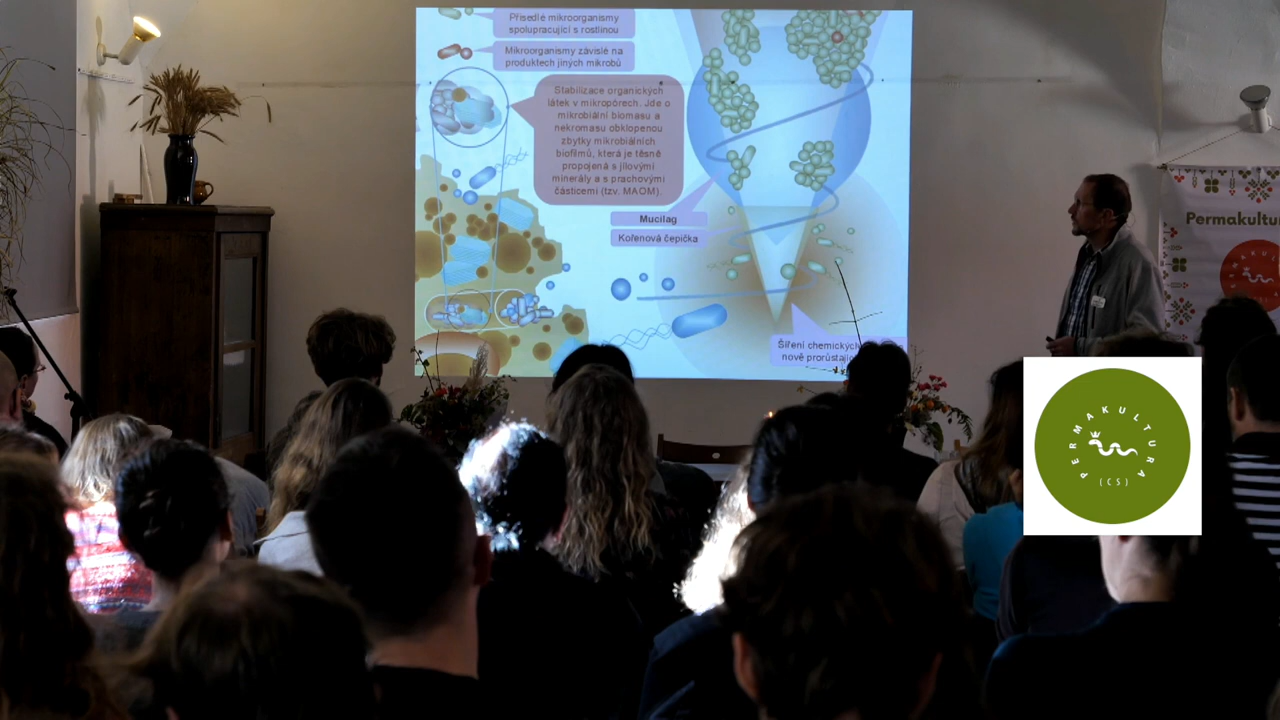 Přisedlé mikroorganismy
spolupracující s rostlinou
Mikroorganismy závislé na
produktech jiných mikrobů
Stabilizace organických
látek v mikropórech. Jde o
mikrobiální biomasu a
nekromasu obklopenou
zbytky mikrobiálních
biofilmů, která je těsně
propojená s jílovými
minerály a s prachovými
částicemi (tzv. MAOM).
Mucilag
Kořenová čepička
Šíření chemických
nově prorůstaj
Permakultu
PERMAKULTURA
(CS)